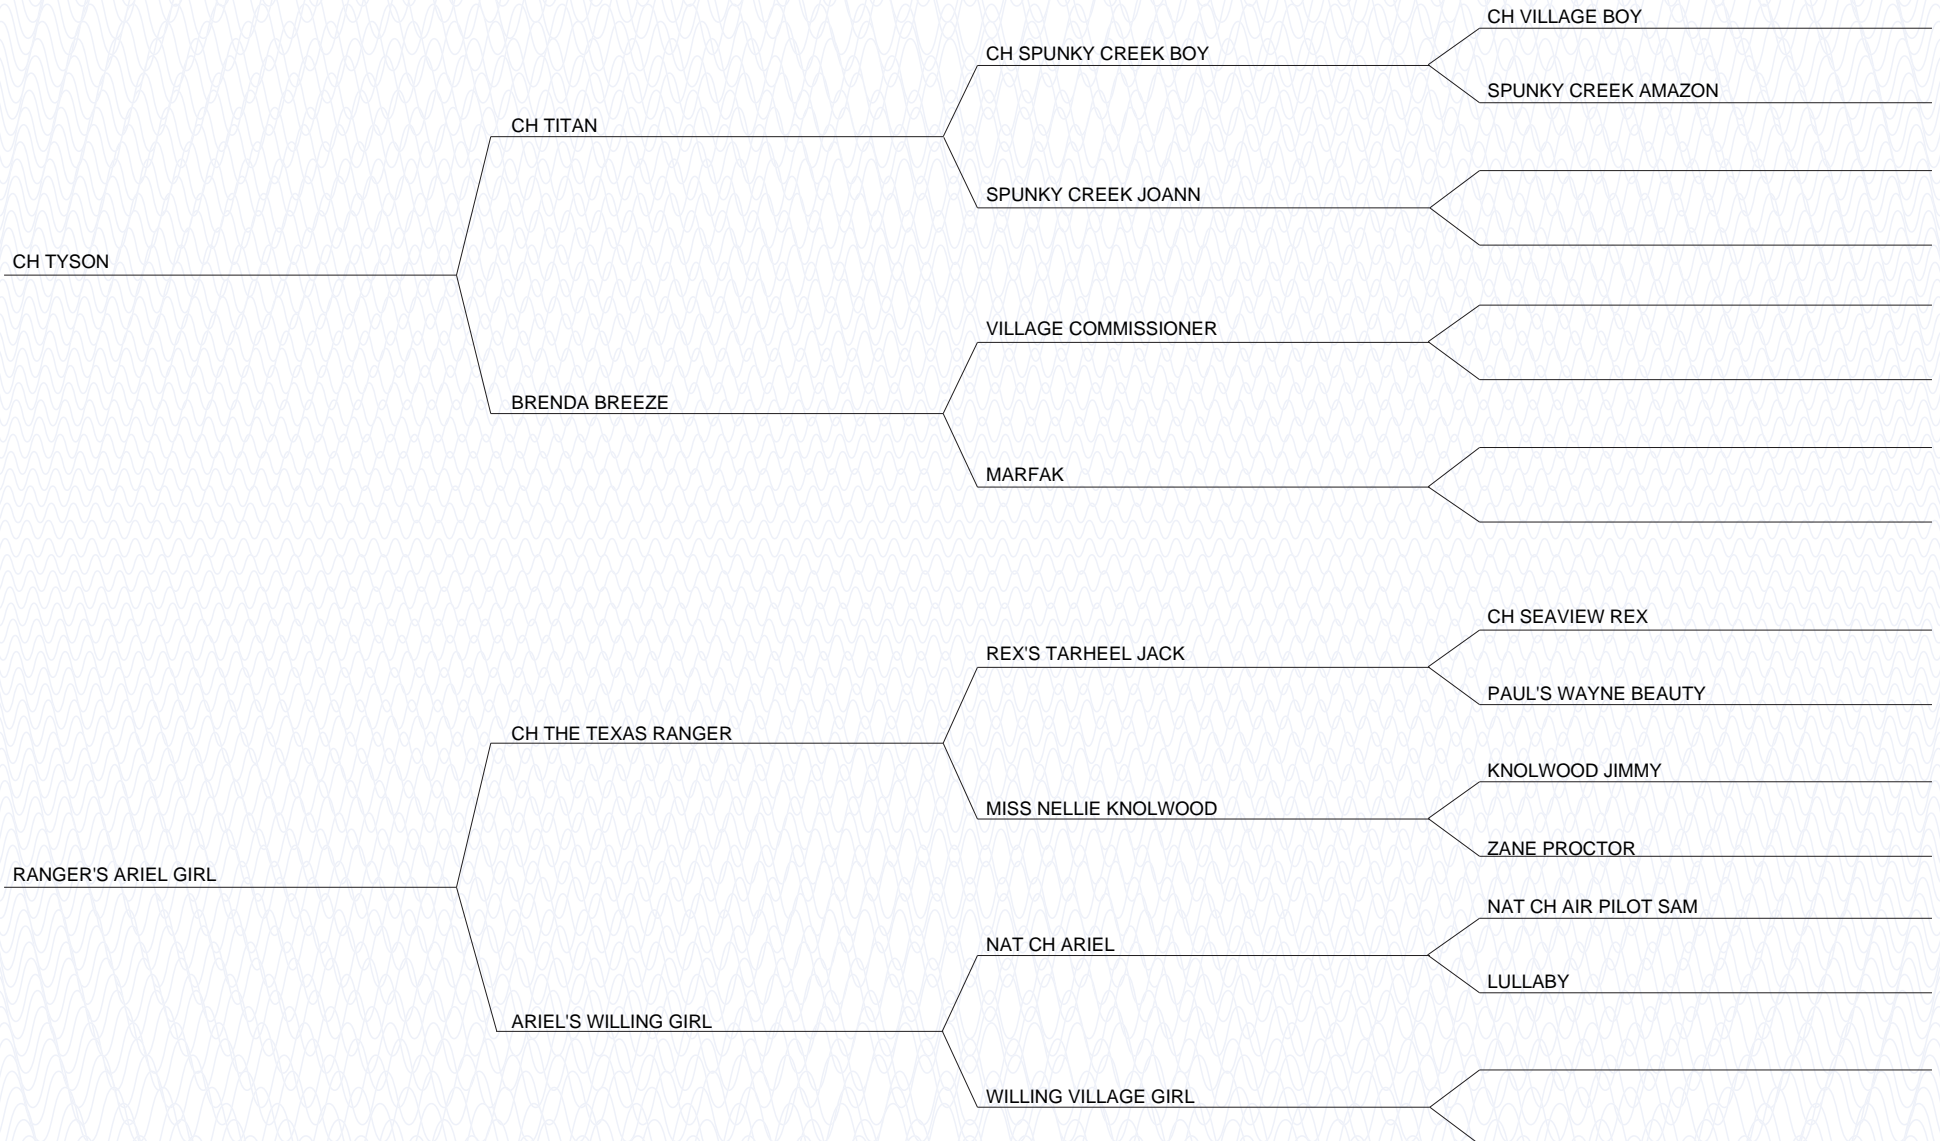 CH VILLAGE BOY
CH SPUNKY CREEK BOY
SPUNKY CREEK AMAZON
CH TITAN
SPUNKY CREEK JOANN
CH TYSON
VILLAGE COMMISSIONER
BRENDA BREEZE
MARFAK
CH SEAVIEW REX
REX'S TARHEEL JACK
PAUL'S WAYNE BEAUTY
CH THE TEXAS RANGER
KNOLWOOD JIMMY
MISS NELLIE KNOLWOOD
ZANE PROCTOR
RANGER'S ARIEL GIRL
NAT CH AIR PILOT SAM
NAT CH ARIEL
LULLABY
ARIEL'S WILLING GIRL
WILLING VILLAGE GIRL